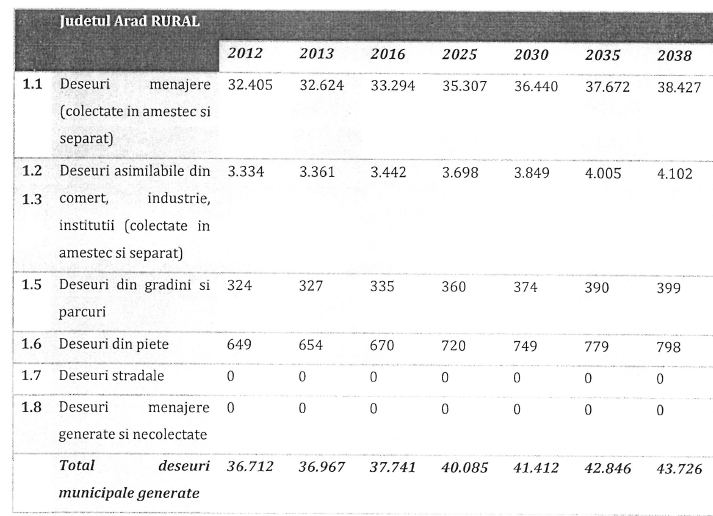 Judetul Arad RURAL
2012 2013 2016 2025 2030 2035 2038
1.1 Deseuri menajere 32.405 32.624 33.294 35.307 36.440 37.672 38.427
(colectate in amestec si
separat)
1.2 Deseuri asimilabile din 3.334 3.361 3.442 3.698 3.849 4.005 4.102
1.3 comert, industrie,
institutii (colectate in
amestec si separat)
1.5 Deseuri din gradini si 324 327 335 360 374 390 399
parcuri
1.6 Deseuri din piete 649 654 670 720 749 779 798
1.7 Deseuri stradale 0 0 0 0 0 0 0
1.8 Deseuri menajere 0 0 0 0 0 0 0
generate si necolectate
Total deseuri 36.712 36.967 37.741 40.085 41.412 42.846 43.726
municipale generate